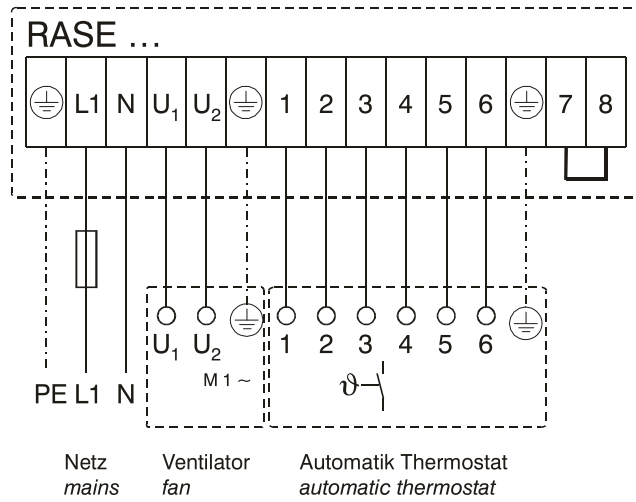 RASE ...
L1 N U1 U2 1 2 3 4 5 6 7 8
U1 U2 1 2 3 4 5 6
M 1 ~
ϑ
PE L1 N
Netz Ventilator Automatik Thermostat
mains fan automatic thermostat